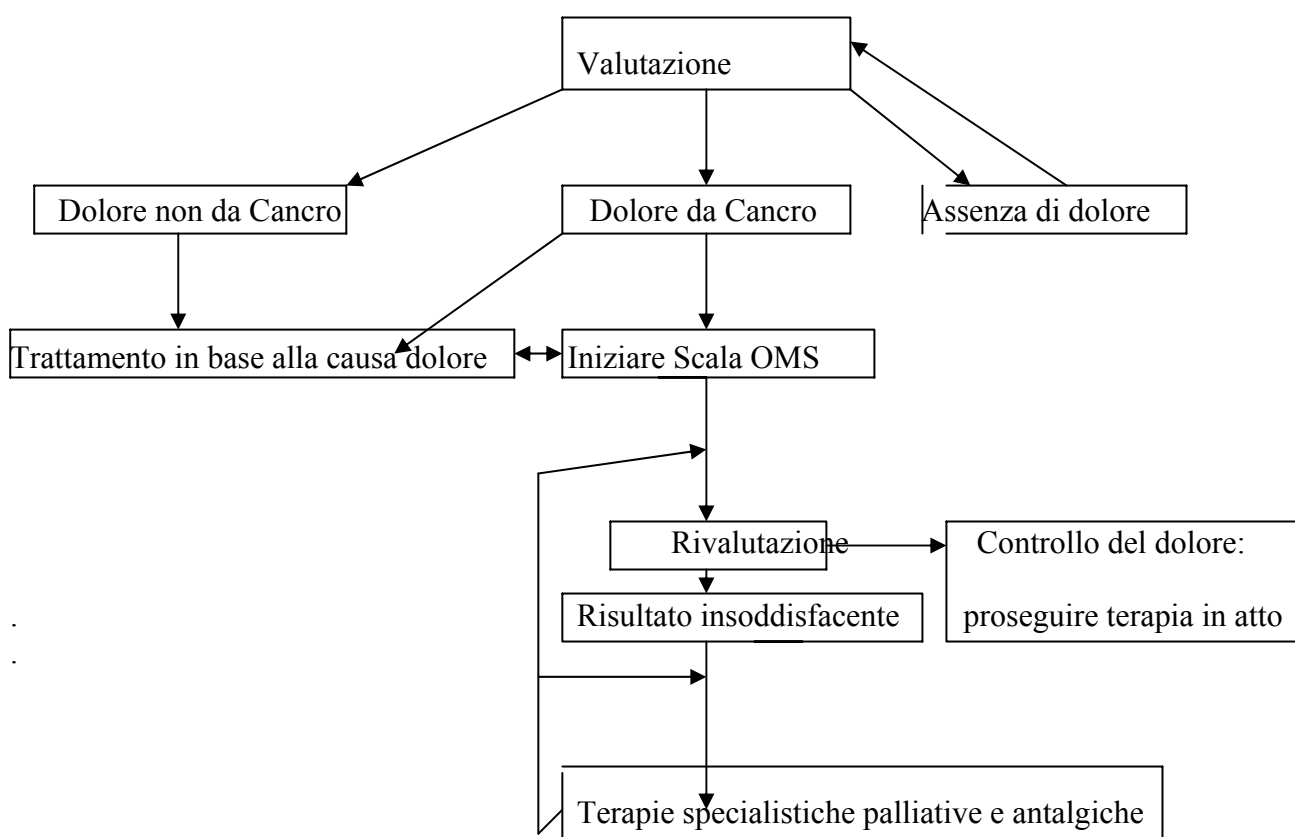 Valutazione
Dolore non da Cancro
Dolore da Cancro
Assenza di dolore
Trattamento in base alla causa dolore
Iniziare Scala OMS
Rivalutazione
Controllo del dolore:
proseguire terapia in atto
Risultato insoddisfacente
.
.
Terapie specialistiche palliative e antalgiche